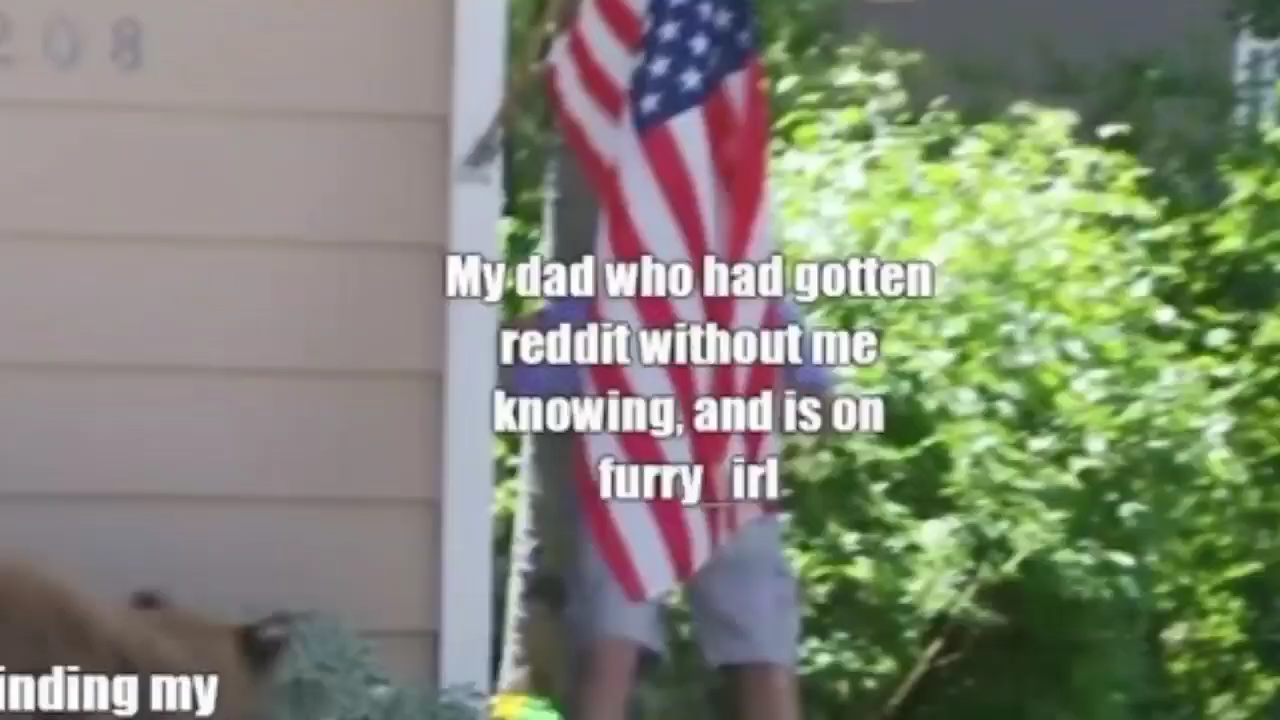 208
My dad who had gotten
reddit without me
knowing, and is on
furry_irl
inding my